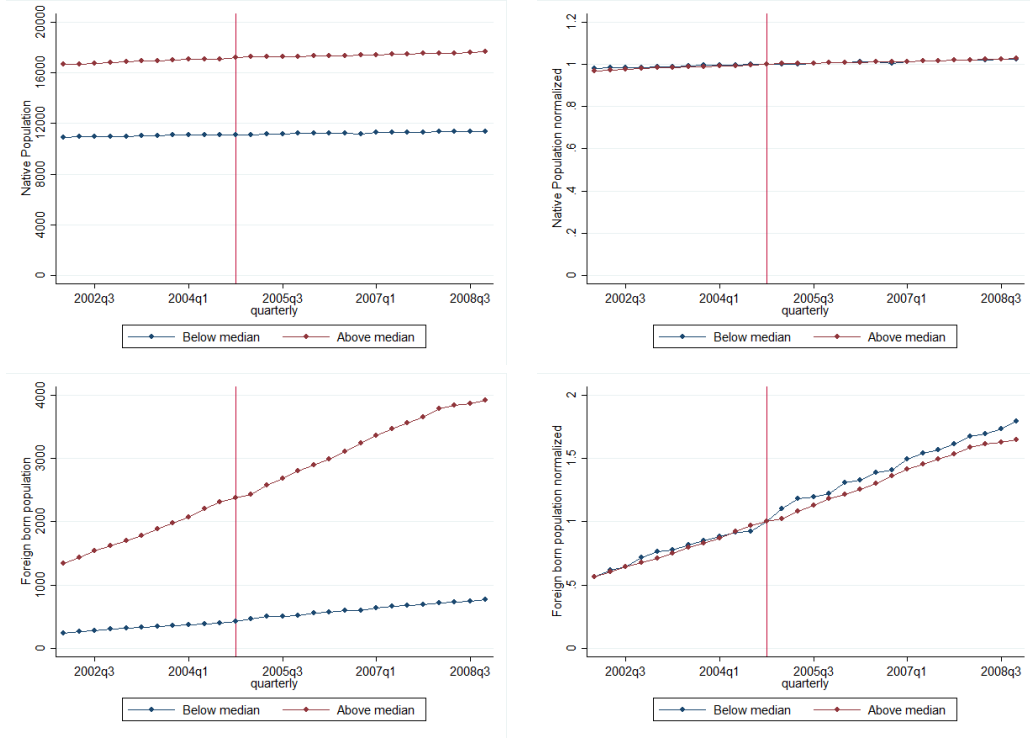 Native Population
20000
16000
12000
8000
4000
0
2002q3 2004q1 2005q3 2007q1 2008q3
quarterly
Below median Above median
Native Population normalized
1.2
1
.8
.6
.4
.2
0
2002q3 2004q1 2005q3 2007q1 2008q3
quarterly
Below median Above median
Foreign born population
4000
3000
2000
1000
0
2002q3 2004q1 2005q3 2007q1 2008q3
quarterly
Below median Above median
Foreign born population normalized
2
1.5
1
.5
0
2002q3 2004q1 2005q3 2007q1 2008q3
quarterly
Below median Above median